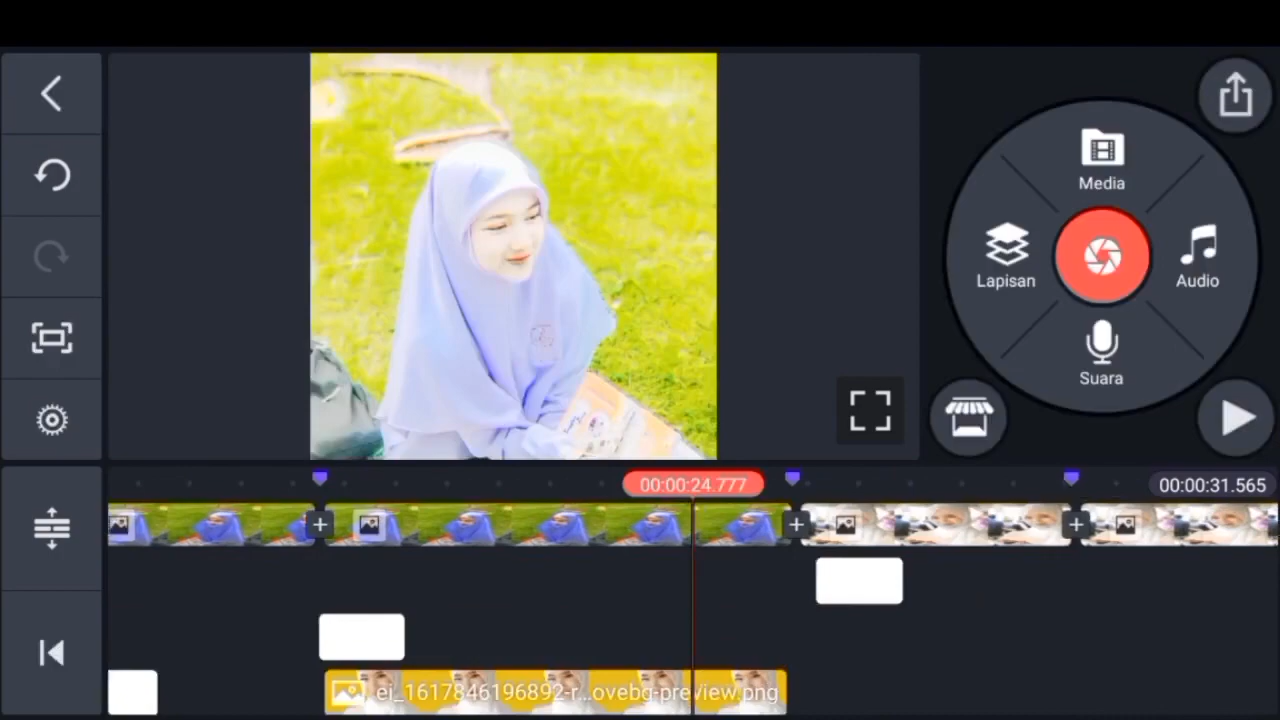 Media
Lapisan
Audio
Suara
00:00:24.777
00:00:31.565
ei_1617846196892-r...ovebg-preview.png